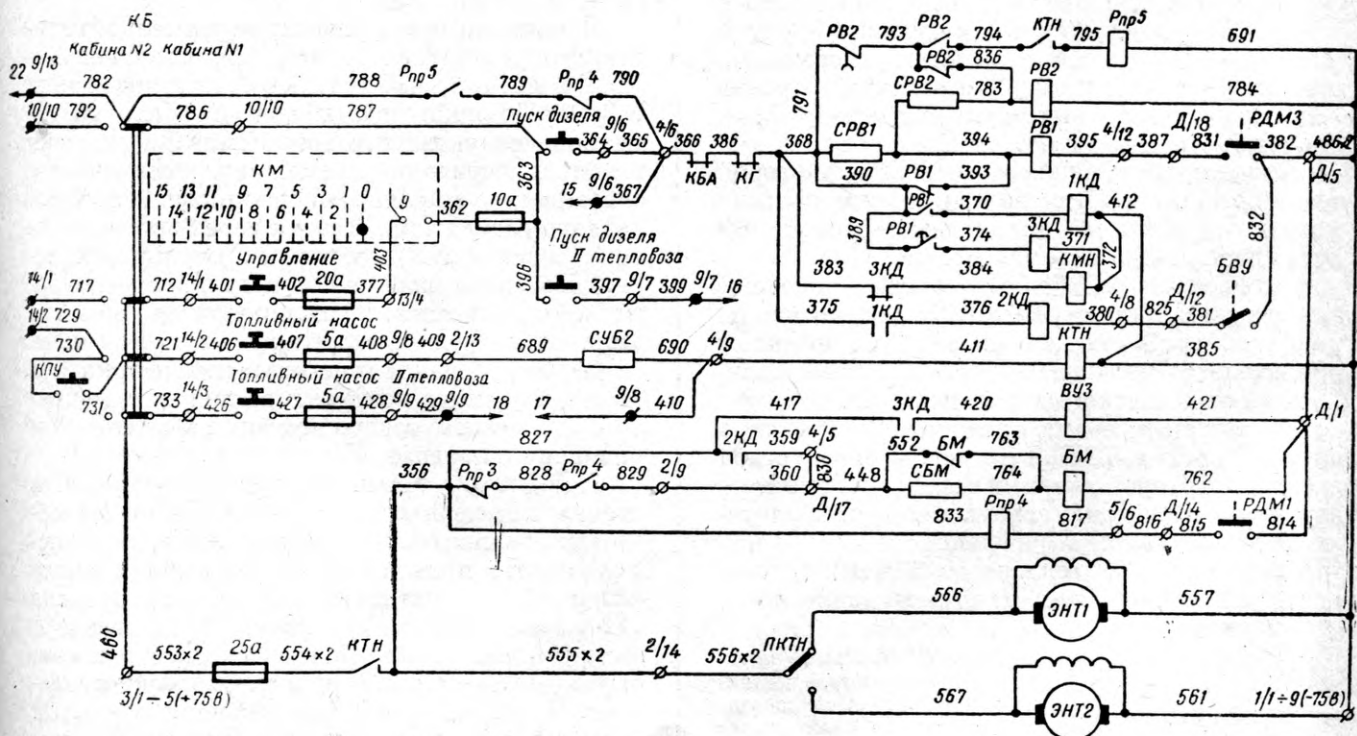 КБ
Кабина N2 Кабина N1
22 9/13 782
10/10 792 786 10/10 787
788 Рпр5 789 Рпр4 790
Пуск дизеля
363 364 9/6 365 4/6 366 386 368
КБА КГ
15 9/6 367
КМ
15 13 11 9 7 5 3 1 0
14 12 10 8 6 4 2
9 362 10а
403
396
Пуск дизеля
II тепловоза
397 9/7 399 9/7 16
Управление
14/1 717 712 14/1 401 402 20а 377 13/4
14/2 729
Топливный насос
730 721 14/2 406 407 5а 408 9/8 409 2/13 689 СУБ2 690 4/9 411 КТН 385
КПУ
731
Топливный насос II тепловоза
733 14/3 426 427 5а 428 9/9 429 9/9 18
17 9/8 410
791 РВ2 793 РВ2 794 КТН 795 Рпр5 691
РВ2 836
СРВ2 783 РВ2 784
СРВ1 394 РВ1 395 4/12 387 Д/18 831 РДМ3 382 486х2
Д/5
390 РВ1 393
389 РВ1 370 1КД 412
РВ1 374 3КД 371 372
832
383 3КД 384 КМН
375 1КД 376 2КД 380 4/8 825 Д/12 381 БВУ
417 3КД 420 ВУ3 421 Д/1
827
2КД 359 4/5
552 БМ 763 БМ
356 Рпр3 828 Рпр4 829 2/9 360 830 448 СБМ 764 762
Д/17
833 Рпр4 817 5/6 816 Д/14 815 РДМ1 814
460
553х2 25а 554х2 КТН 555х2 2/14 556х2 ПКТН
3/1÷5(+75в)
566 ЭНТ1 557
567 ЭНТ2 561 1/1÷9(-75в)